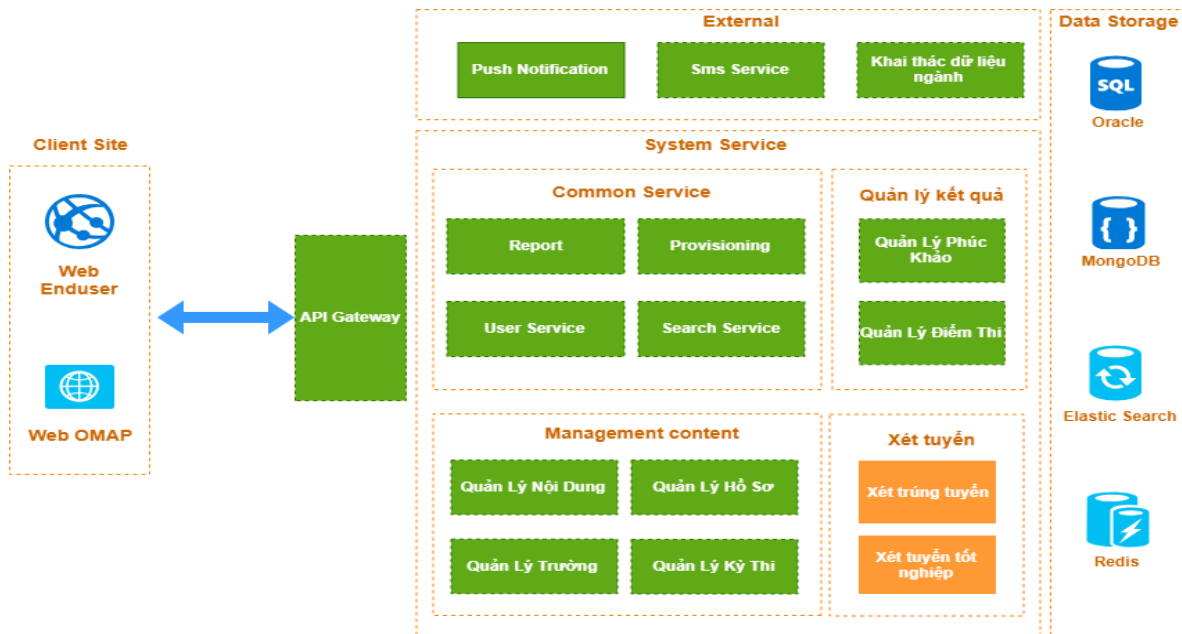 External
Push Notification
Sms Service
Khai thác dữ liệu
ngành
Data Storage
SQL
Oracle
MongoDB
Elastic Search
Redis
Client Site
Web
Enduser
Web OMAP
API Gateway
System Service
Common Service
Report
Provisioning
User Service
Search Service
Quản lý kết quả
Quản Lý Phúc
Khảo
Quản Lý Điểm Thi
Management content
Quản Lý Nội Dung
Quản Lý Hồ Sơ
Quản Lý Trường
Quản Lý Kỳ Thi
Xét tuyển
Xét trúng tuyển
Xét tuyển tốt
nghiệp